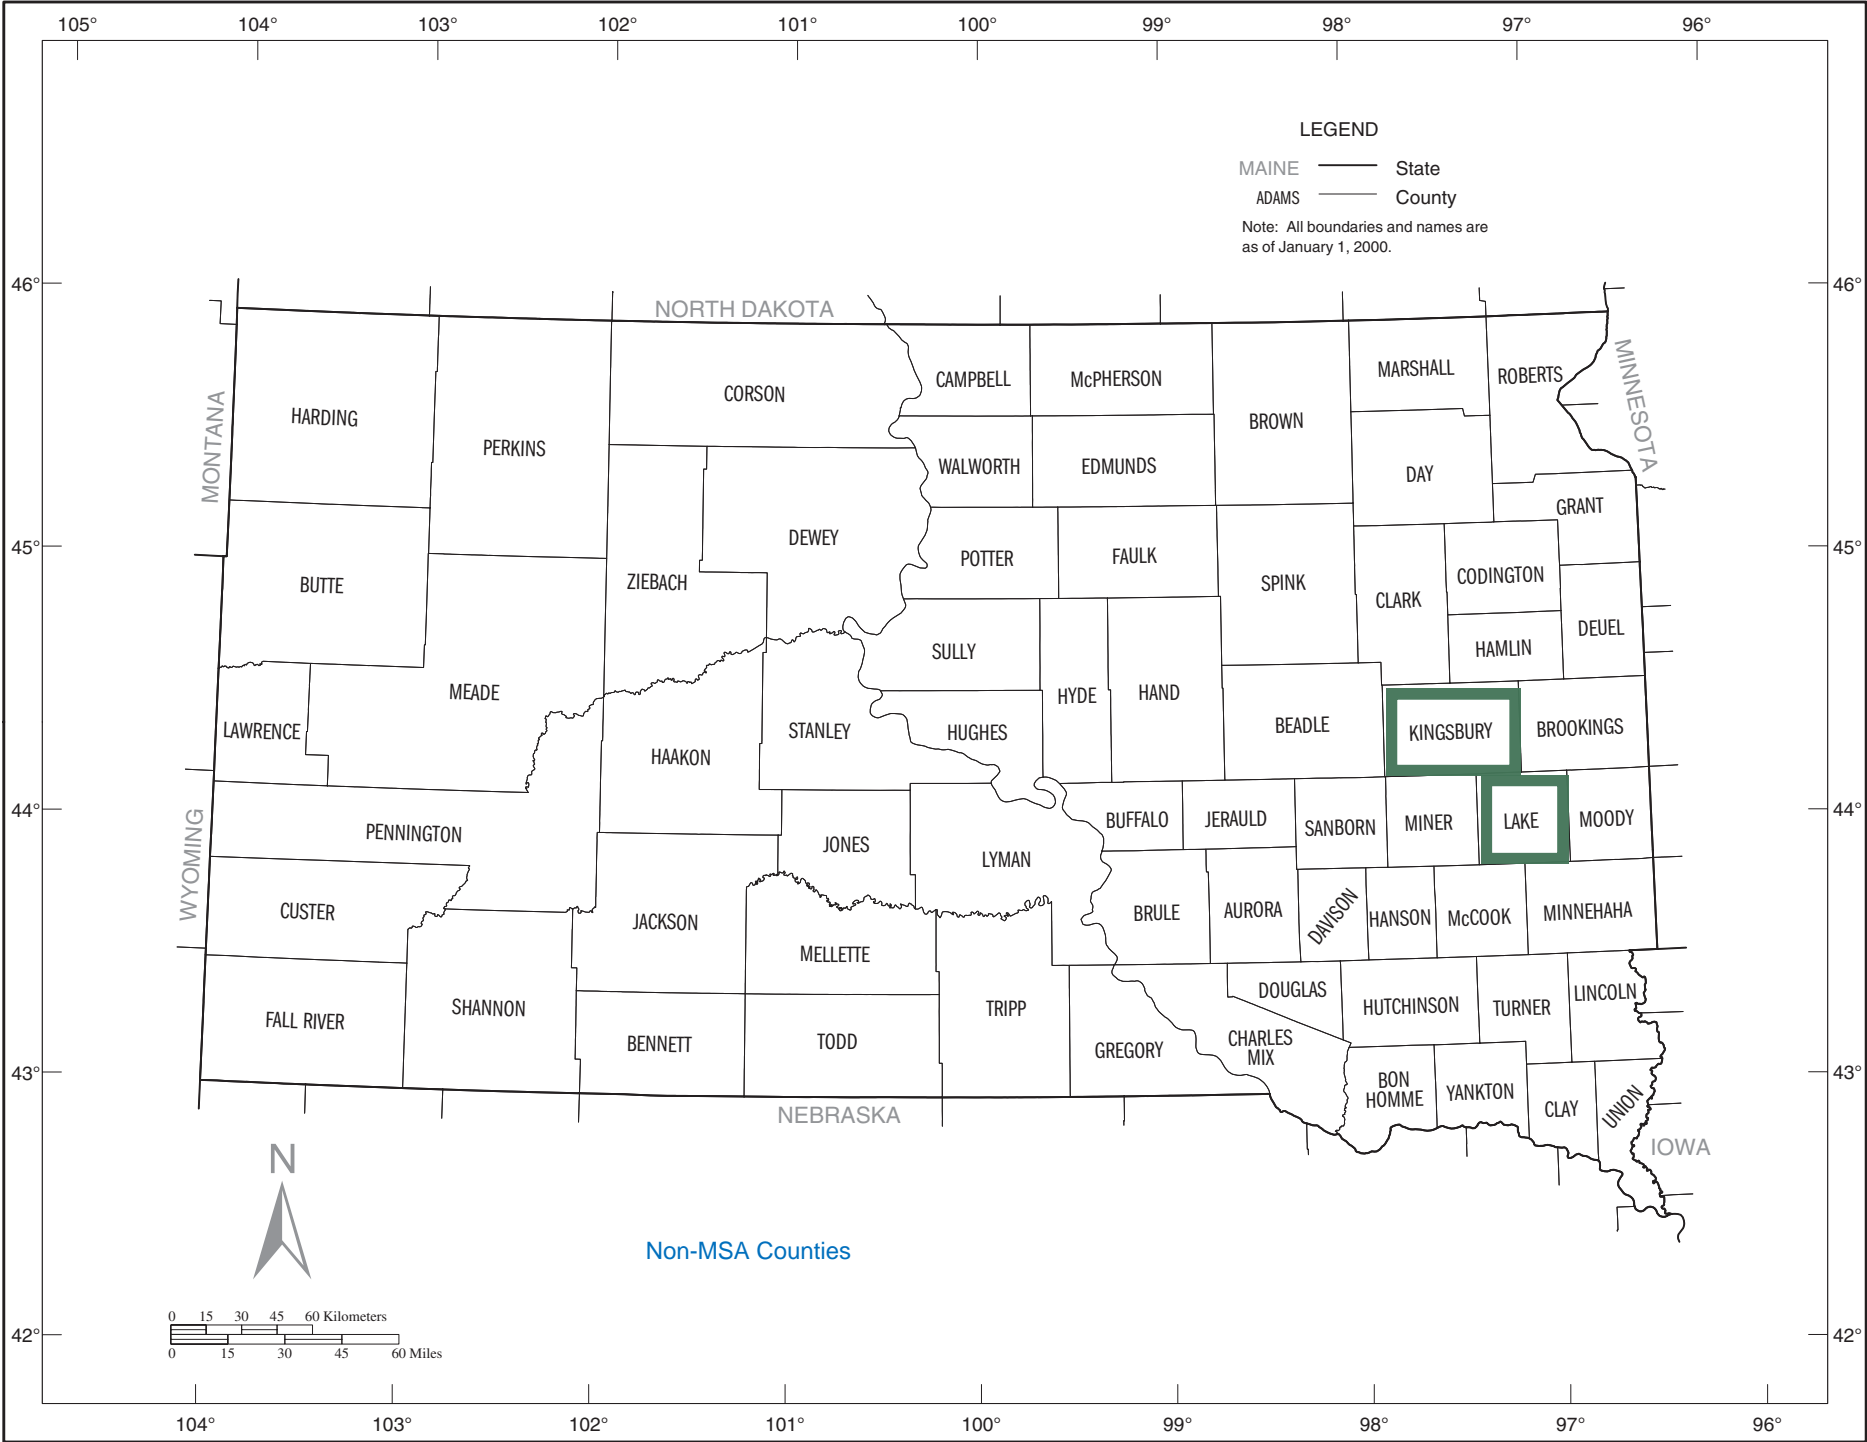 105° 104° 103° 102° 101° 100° 99° 98° 97° 96°
LEGEND
MAINE State
ADAMS County
Note: All boundaries and names are
as of January 1, 2000.
46° 46°
NORTH DAKOTA
MINNESOTA
MONTANA
HARDING
PERKINS
CORSON
CAMPBELL
McPHERSON
BROWN
MARSHALL
ROBERTS
WALWORTH
EDMUNDS
DAY
GRANT
45° 45°
BUTTE
ZIEBACH
DEWEY
POTTER
FAULK
SPINK
CLARK
CODINGTON
HAMLIN
DEUEL
LAWRENCE
MEADE
HAAKON
STANLEY
SULLY
HUGHES
HYDE
HAND
BEADLE
KINGSBURY
BROOKINGS
44° 44°
WYOMING
PENNINGTON
JONES
LYMAN
BUFFALO
JERAULD
SANBORN
MINER
LAKE
MOODY
CUSTER
JACKSON
MELLETTE
BRULE
AURORA
DAVISON
HANSON
McCOOK
MINNEHAHA
FALL RIVER
SHANNON
BENNETT
TODD
TRIPP
GREGORY
CHARLES
MIX
DOUGLAS
HUTCHINSON
TURNER
LINCOLN
43° 43°
BON
HOMME
YANKTON
CLAY
UNION
NEBRASKA
IOWA
N
Non-MSA Counties
0 15 30 45 60 Kilometers
0 15 30 45 60 Miles
42° 42°
104° 103° 102° 101° 100° 99° 98° 97° 96°